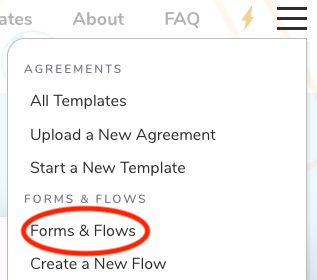 ates About FAQ
AGREEMENTS
All Templates
Upload a New Agreement
Start a New Template
FORMS & FLOWS
Forms & Flows
Create a New Flow